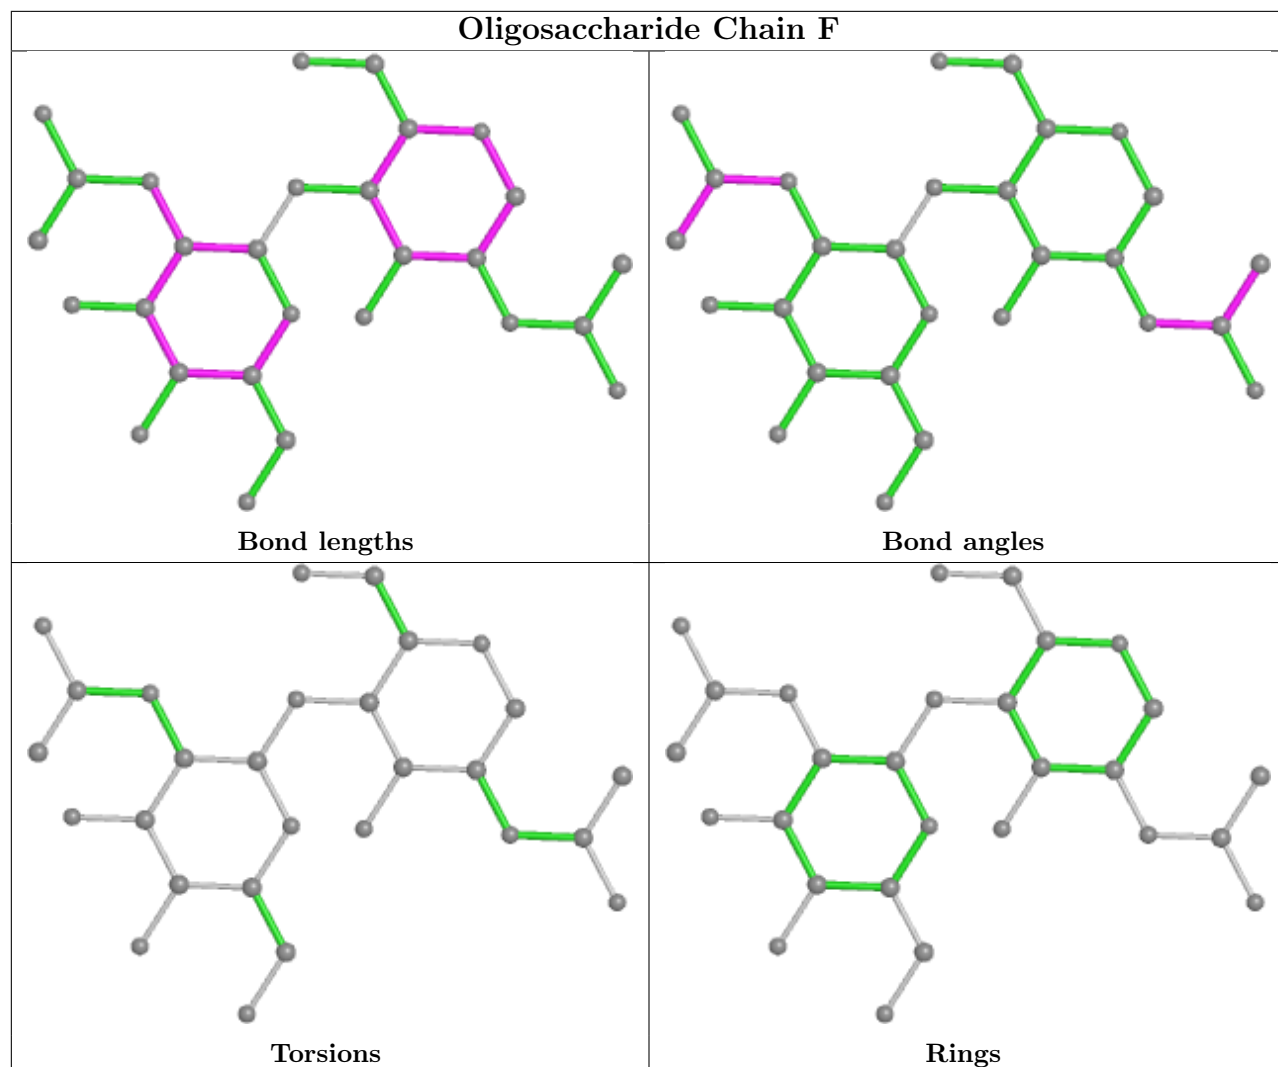 Oligosaccharide Chain F
Bond lengths
Bond angles
Torsions
Rings